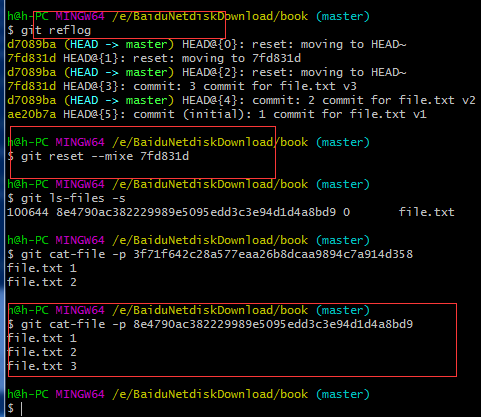 h@h-PC MINGW64 /e/BaiduNetdiskDownload/book (master)
$ git reflog
d7089ba (HEAD -> master) HEAD@{0}: reset: moving to HEAD~
7fd831d HEAD@{1}: reset: moving to 7fd831d
d7089ba (HEAD -> master) HEAD@{2}: reset: moving to HEAD~
7fd831d HEAD@{3}: commit: 3 commit for file.txt v3
d7089ba (HEAD -> master) HEAD@{4}: commit: 2 commit for file.txt v2
ae20b7a HEAD@{5}: commit (initial): 1 commit for file.txt v1
h@h-PC MINGW64 /e/BaiduNetdiskDownload/book (master)
$ git reset --mixe 7fd831d
h@h-PC MINGW64 /e/BaiduNetdiskDownload/book (master)
$ git ls-files -s
100644 8e4790ac382229989e5095edd3c3e94d1d4a8bd9 0 file.txt
h@h-PC MINGW64 /e/BaiduNetdiskDownload/book (master)
$ git cat-file -p 3f71f642c28a577eaa26b8dcaa9894c7a914d358
file.txt 1
file.txt 2
h@h-PC MINGW64 /e/BaiduNetdiskDownload/book (master)
$ git cat-file -p 8e4790ac382229989e5095edd3c3e94d1d4a8bd9
file.txt 1
file.txt 2
file.txt 3
h@h-PC MINGW64 /e/BaiduNetdiskDownload/book (master)
$